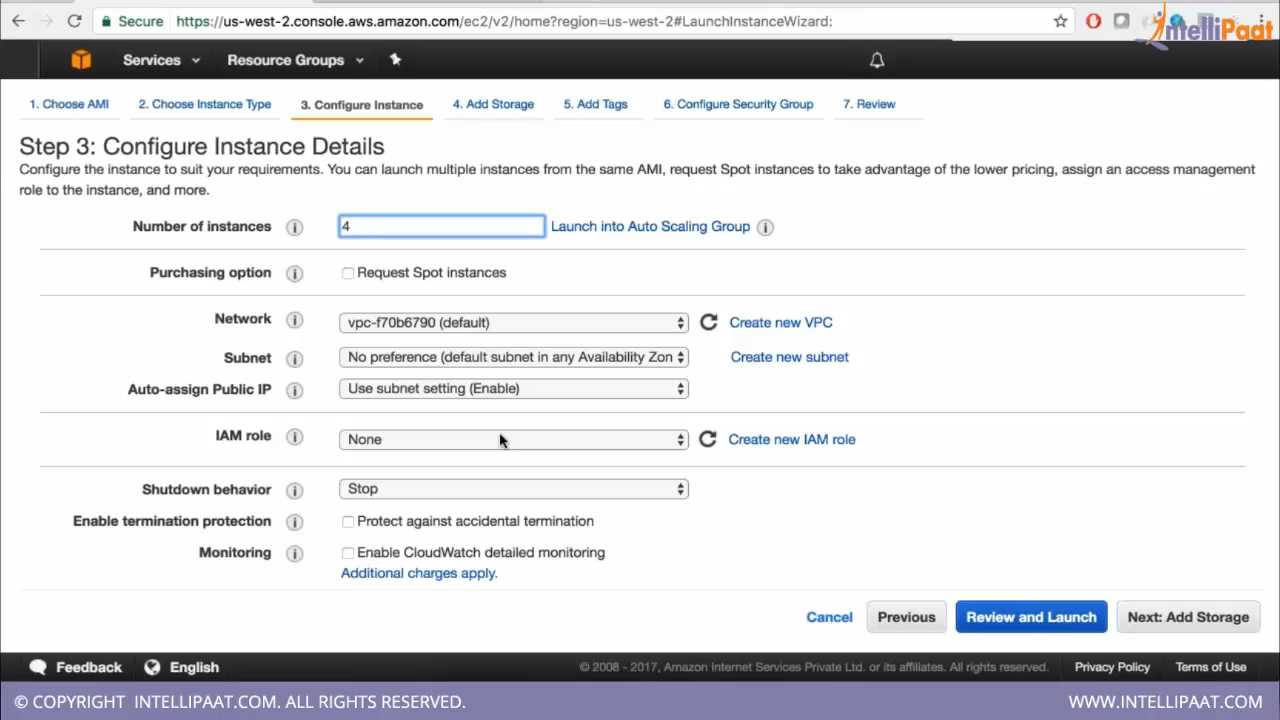 Secure https://us-west-2.console.aws.amazon.com/ec2/v2/home?region=us-west-2#LaunchInstanceWizard:
IntelliPaat
Services Resource Groups
1. Choose AMI 2. Choose Instance Type 3. Configure Instance 4. Add Storage 5. Add Tags 6. Configure Security Group 7. Review
Step 3: Configure Instance Details
Configure the instance to suit your requirements. You can launch multiple instances from the same AMI, request Spot instances to take advantage of the lower pricing, assign an access management
role to the instance, and more.
Number of instances i 4 Launch into Auto Scaling Group i
Purchasing option i Request Spot instances
Network i vpc-f70b6790 (default) Create new VPC
Subnet i No preference (default subnet in any Availability Zon Create new subnet
Auto-assign Public IP i Use subnet setting (Enable)
IAM role i None Create new IAM role
Shutdown behavior i Stop
Enable termination protection i Protect against accidental termination
Monitoring i Enable CloudWatch detailed monitoring
Additional charges apply.
Cancel Previous Review and Launch Next: Add Storage
Feedback English © 2008 - 2017, Amazon Internet Services Private Ltd. or its affiliates. All rights reserved. Privacy Policy Terms of Use
© COPYRIGHT INTELLIPAAT.COM. ALL RIGHTS RESERVED. WWW.INTELLIPAAT.COM